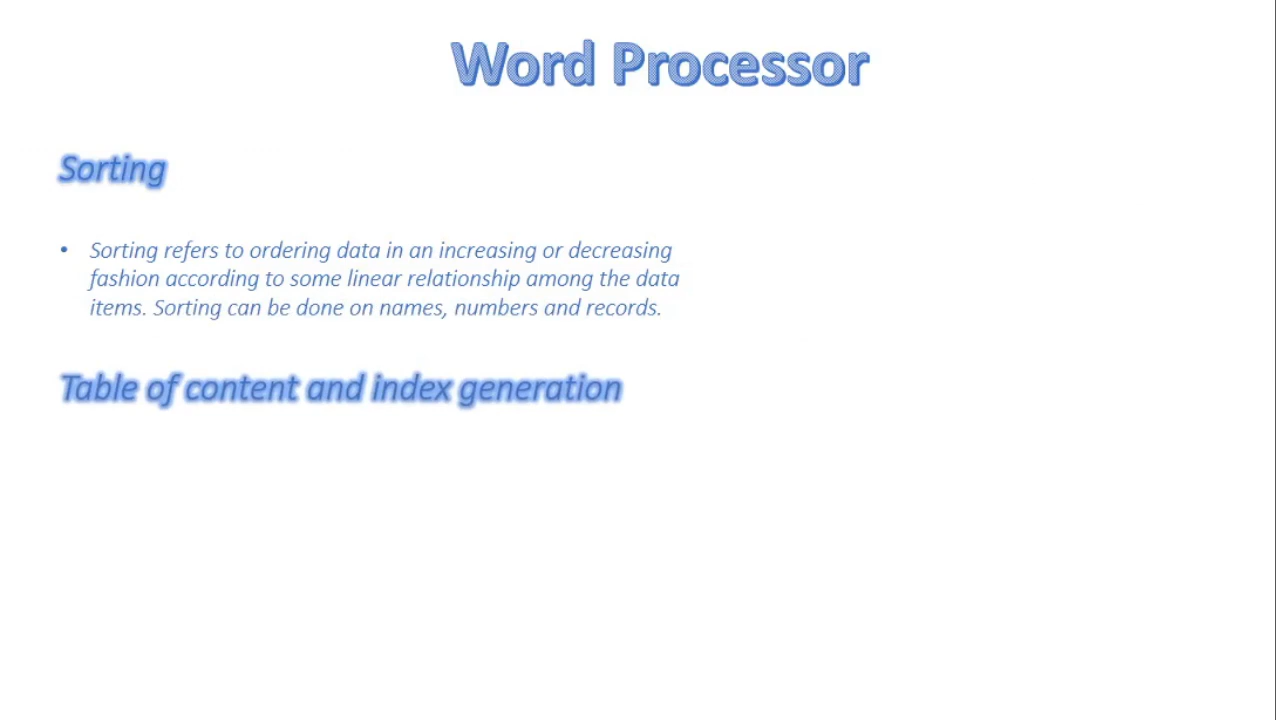 Word Processor
Sorting
• Sorting refers to ordering data in an increasing or decreasing
fashion according to some linear relationship among the data
items. Sorting can be done on names, numbers and records.
Table of content and index generation